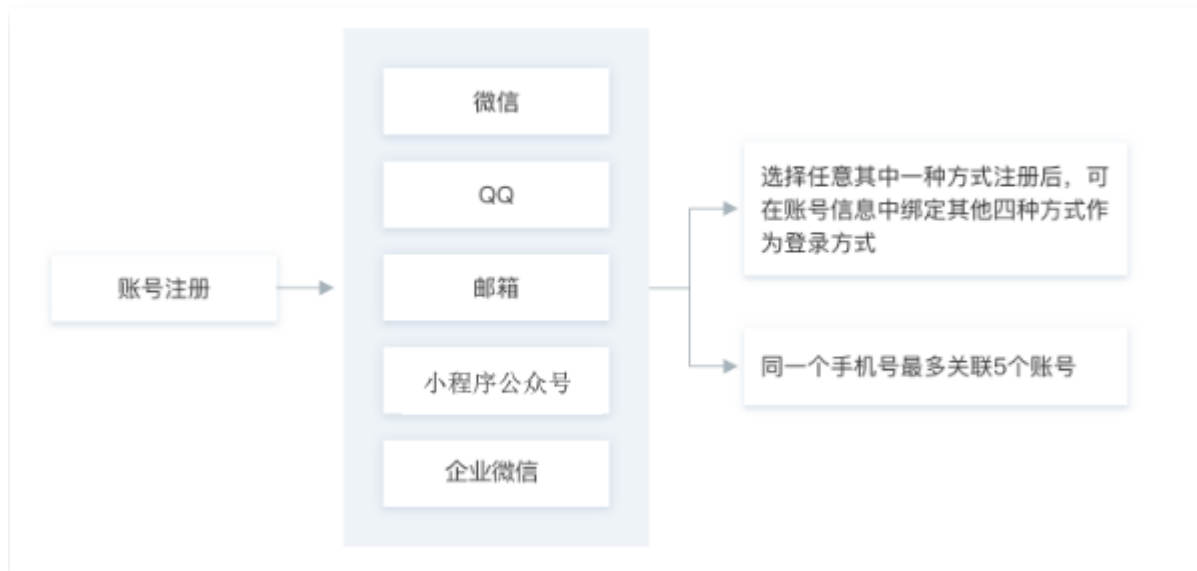 账号注册
微信
QQ
邮箱
小程序公众号
企业微信
选择任意其中一种方式注册后，可
在账号信息中绑定其他四种方式作
为登录方式
同一个手机号最多关联5个账号